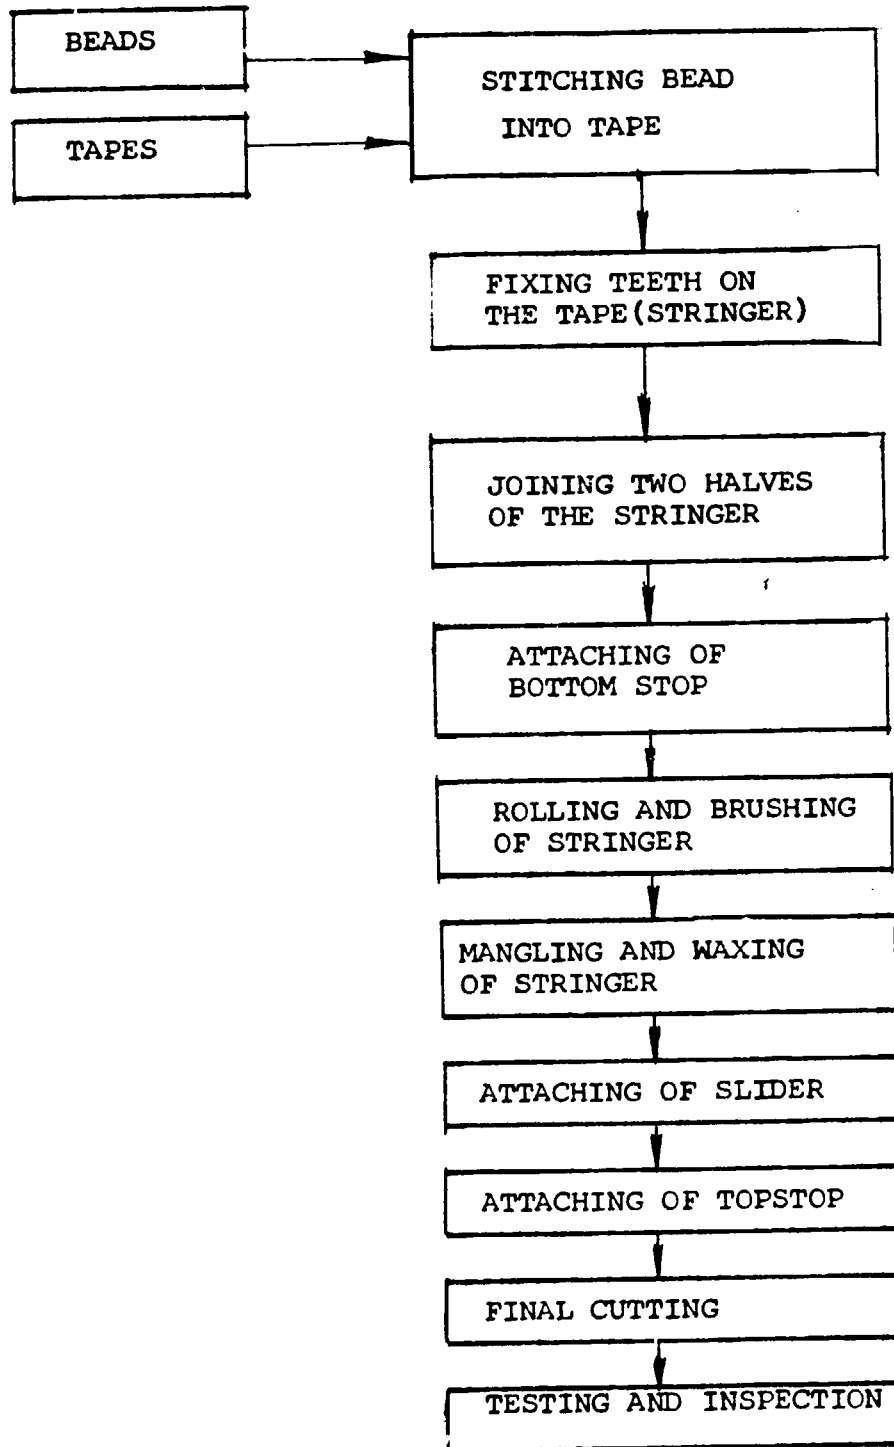 BEADS
TAPES
STITCHING BEAD
INTO TAPE
FIXING TEETH ON
THE TAPE(STRINGER)
JOINING TWO HALVES
OF THE STRINGER
ATTACHING OF
BOTTOM STOP
ROLLING AND BRUSHING
OF STRINGER
MANGLING AND WAXING
OF STRINGER
ATTACHING OF SLIDER
ATTACHING OF TOPSTOP
FINAL CUTTING
TESTING AND INSPECTION